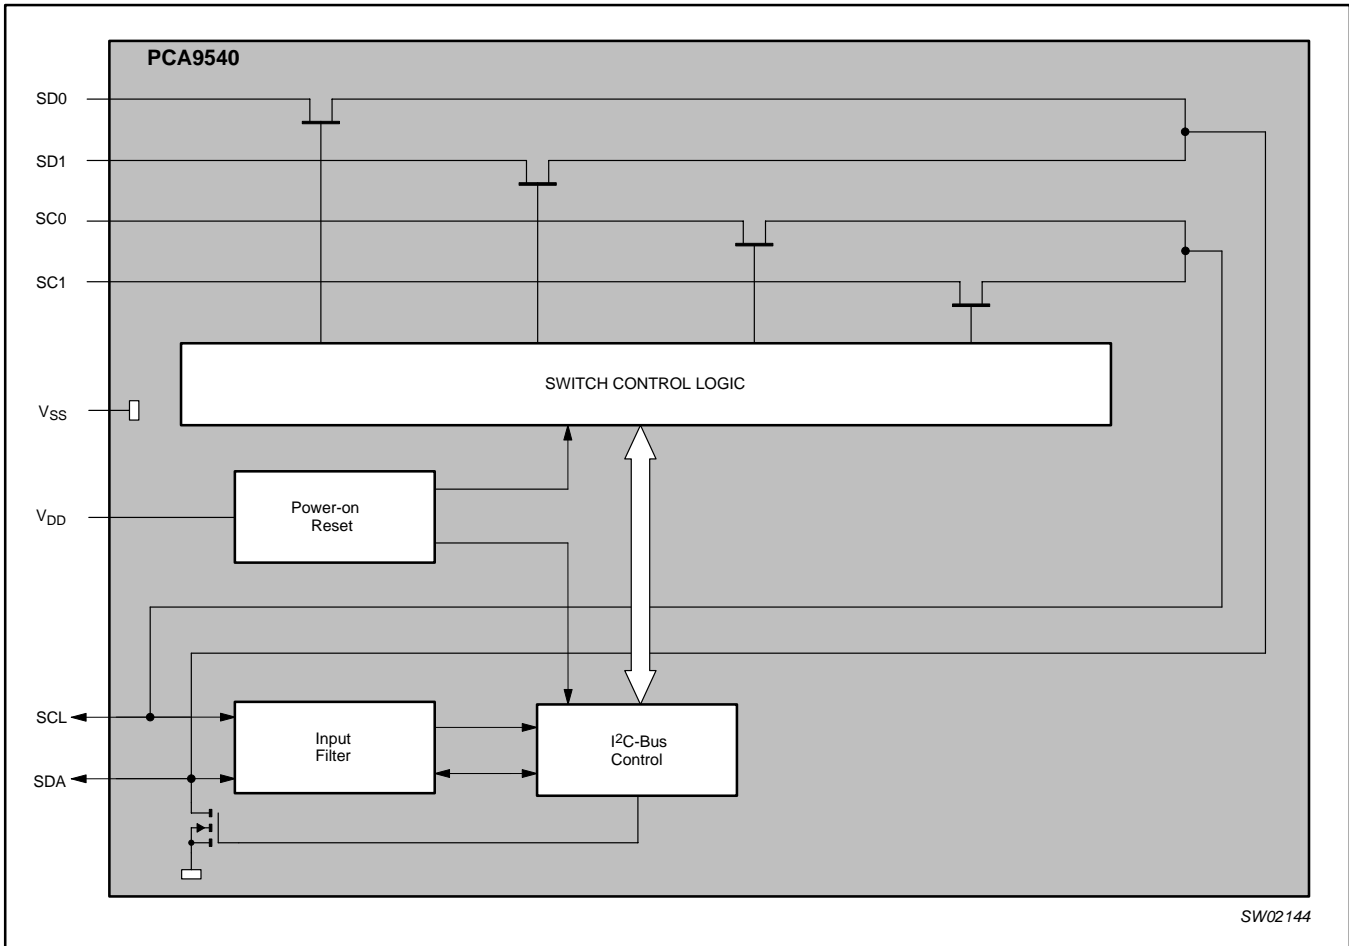 PCA9540
SD0
SD1
SC0
SC1
SWITCH CONTROL LOGIC
VSS
Power-on
Reset
VDD
SCL
Input
Filter
I2C-Bus
Control
SDA
SW02144